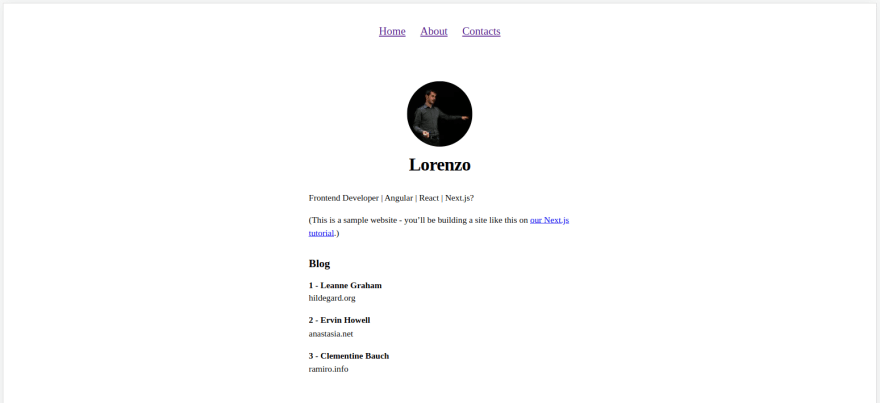 Home About Contacts
Lorenzo
Frontend Developer | Angular | React | Next.js?
(This is a sample website - you’ll be building a site like this on our Next.js
tutorial.)
Blog
1 - Leanne Graham
hildegard.org
2 - Ervin Howell
anastasia.net
3 - Clementine Bauch
ramiro.info